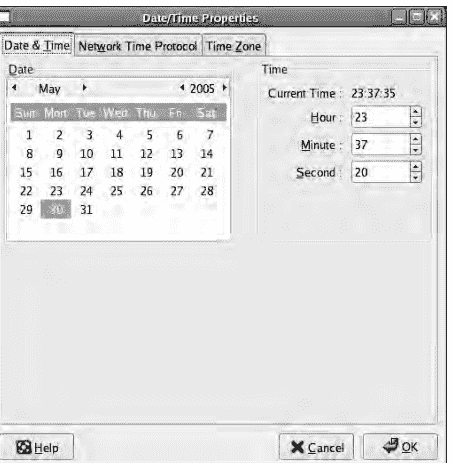 Date/Time Properties
Date & Time Network Time Protocol Time Zone
Date
May 2005
Sun Mon Tue Wed Thu Fri Sat
1 2 3 4 5 6 7
8 9 10 11 12 13 14
15 16 17 18 19 20 21
22 23 24 25 26 27 28
29 30 31
Time
Current Time : 23:37:35
Hour : 23
Minute : 37
Second : 20
Help Cancel OK